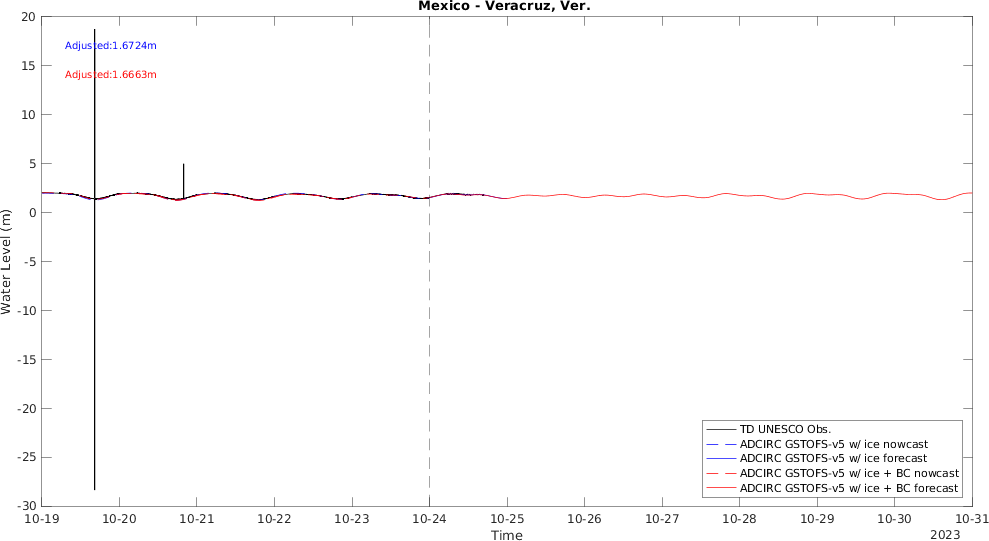 Mexico - Veracruz, Ver.
20
15
10
5
0
-5
-10
-15
-20
-25
-30
Water Level (m)
Adjusted:1.6724m
Adjusted:1.6663m
TD UNESCO Obs.
ADCIRC GSTOFS-v5 w/ ice nowcast
ADCIRC GSTOFS-v5 w/ ice forecast
ADCIRC GSTOFS-v5 w/ ice + BC nowcast
ADCIRC GSTOFS-v5 w/ ice + BC forecast
10-19 10-20 10-21 10-22 10-23 10-24 10-25 10-26 10-27 10-28 10-29 10-30 10-31
Time
2023